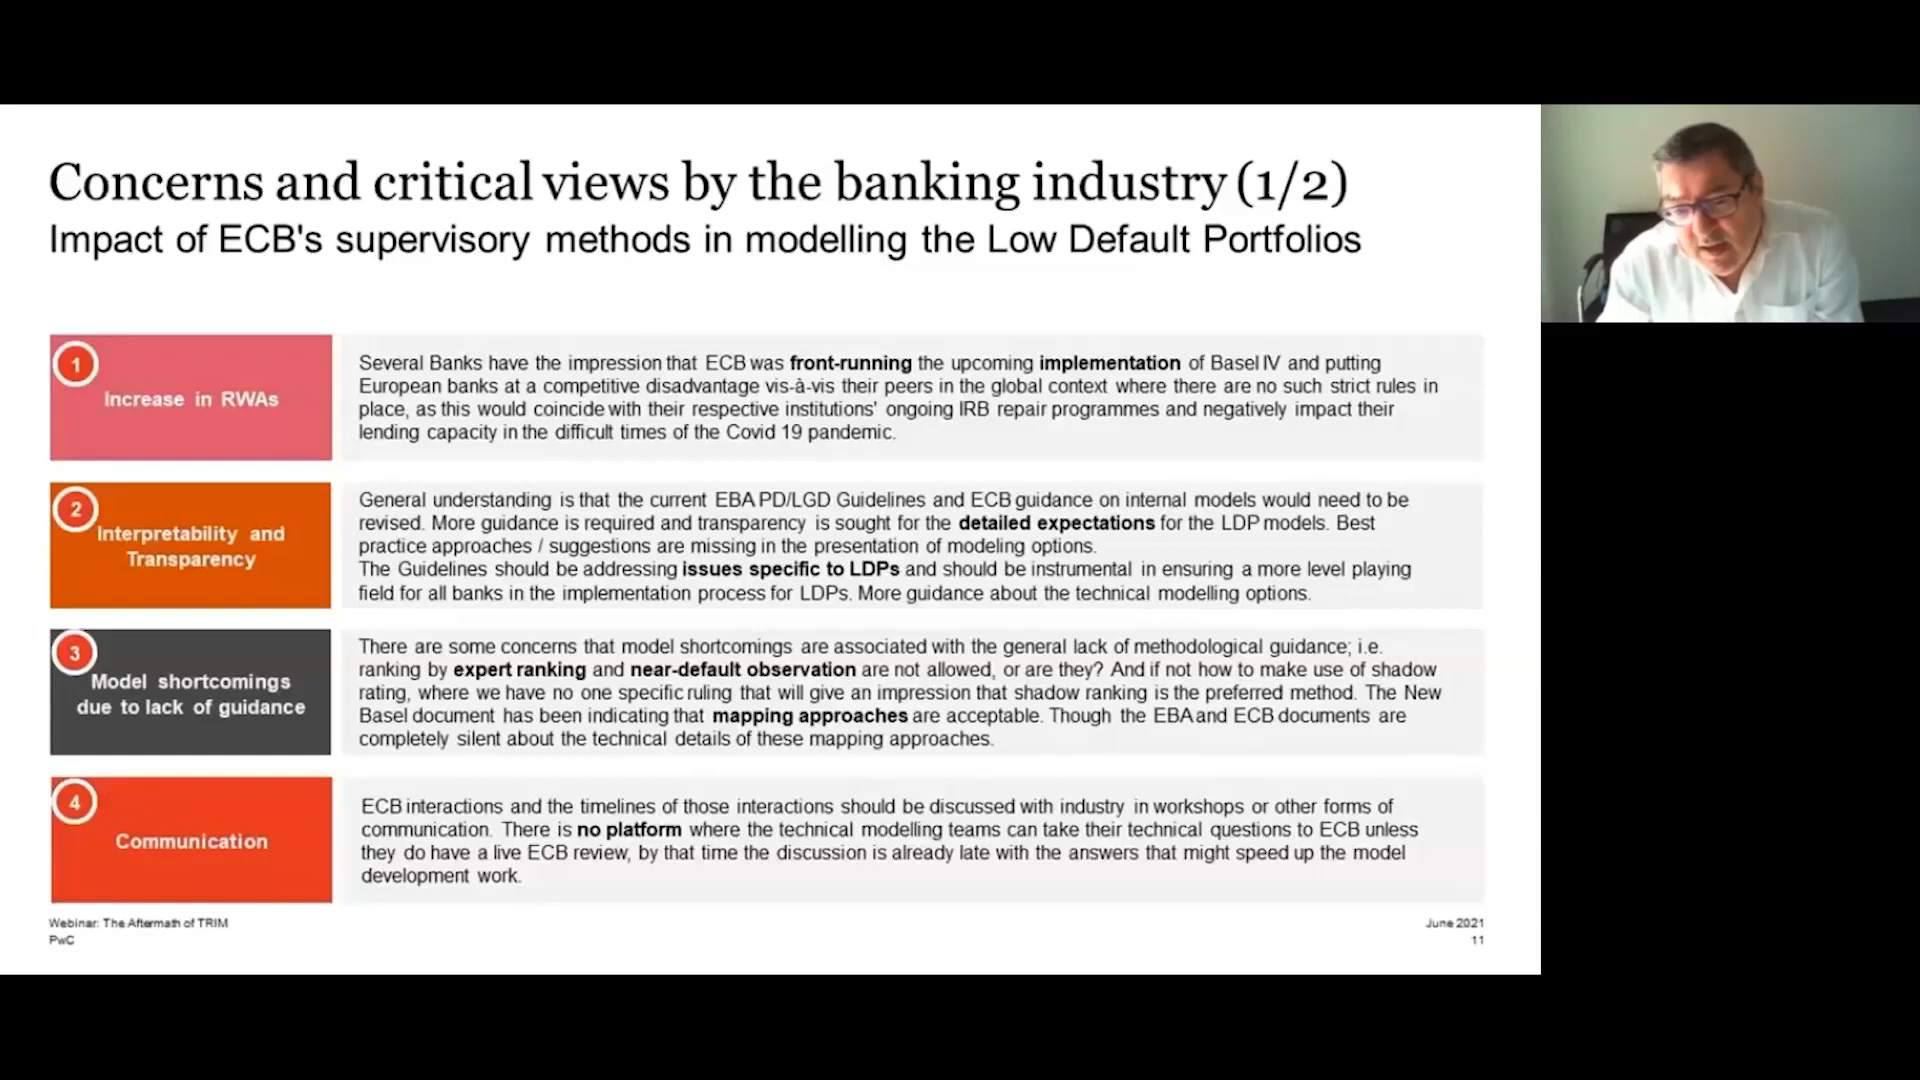 Concerns and critical views by the banking industry (1/2)
Impact of ECB's supervisory methods in modelling the Low Default Portfolios
1
Increase in RWAs
Several Banks have the impression that ECB was front-running the upcoming implementation of Basel IV and putting
European banks at a competitive disadvantage vis-à-vis their peers in the global context where there are no such strict rules in
place, as this would coincide with their respective institutions' ongoing IRB repair programmes and negatively impact their
lending capacity in the difficult times of the Covid 19 pandemic.
2
Interpretability and
Transparency
General understanding is that the current EBA PD/LGD Guidelines and ECB guidance on internal models would need to be
revised. More guidance is required and transparency is sought for the detailed expectations for the LDP models. Best
practice approaches / suggestions are missing in the presentation of modeling options.
The Guidelines should be addressing issues specific to LDPs and should be instrumental in ensuring a more level playing
field for all banks in the implementation process for LDPs. More guidance about the technical modelling options.
3
Model shortcomings
due to lack of guidance
There are some concerns that model shortcomings are associated with the general lack of methodological guidance; i.e.
ranking by expert ranking and near-default observation are not allowed, or are they? And if not how to make use of shadow
rating, where we have no one specific ruling that will give an impression that shadow ranking is the preferred method. The New
Basel document has been indicating that mapping approaches are acceptable. Though the EBA and ECB documents are
completely silent about the technical details of these mapping approaches.
4
Communication
ECB interactions and the timelines of those interactions should be discussed with industry in workshops or other forms of
communication. There is no platform where the technical modelling teams can take their technical questions to ECB unless
they do have a live ECB review, by that time the discussion is already late with the answers that might speed up the model
development work.
Webinar: The Aftermath of TRIM
PwC
June 2021
11